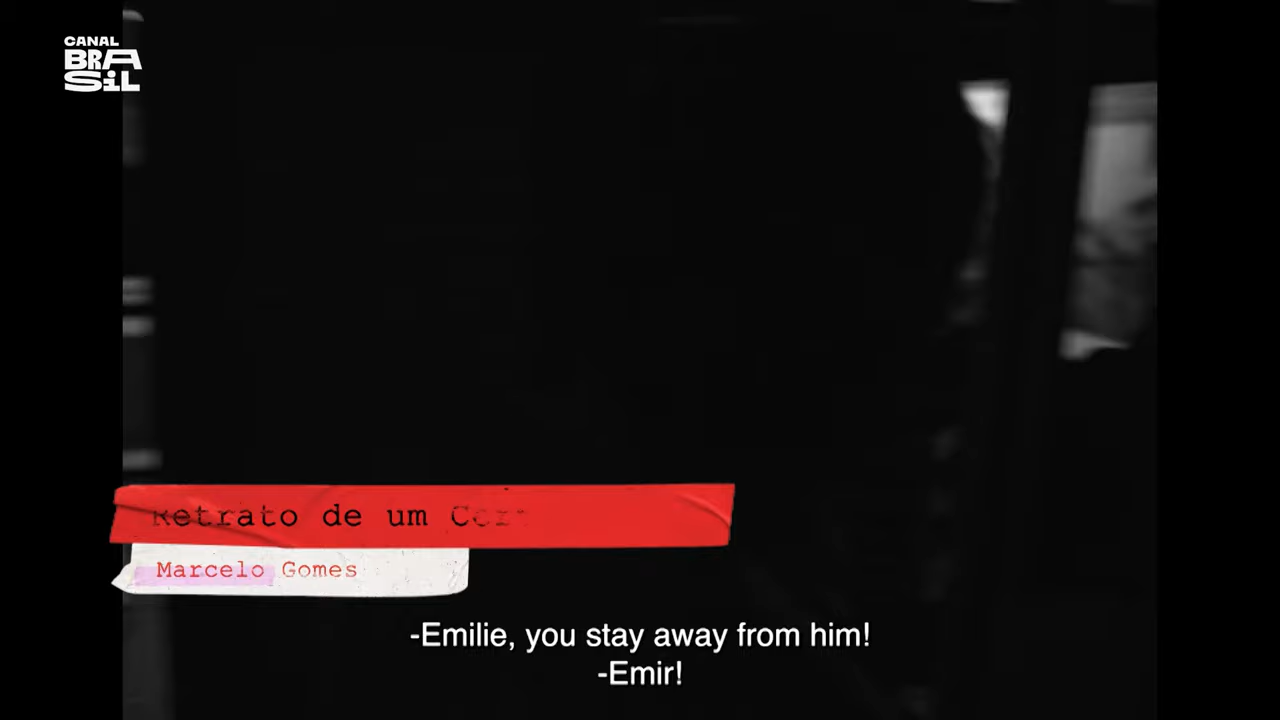 CANAL
BRASiL
Retrato de um
Marcelo Gomes
-Emilie, you stay away from him!
-Emir!